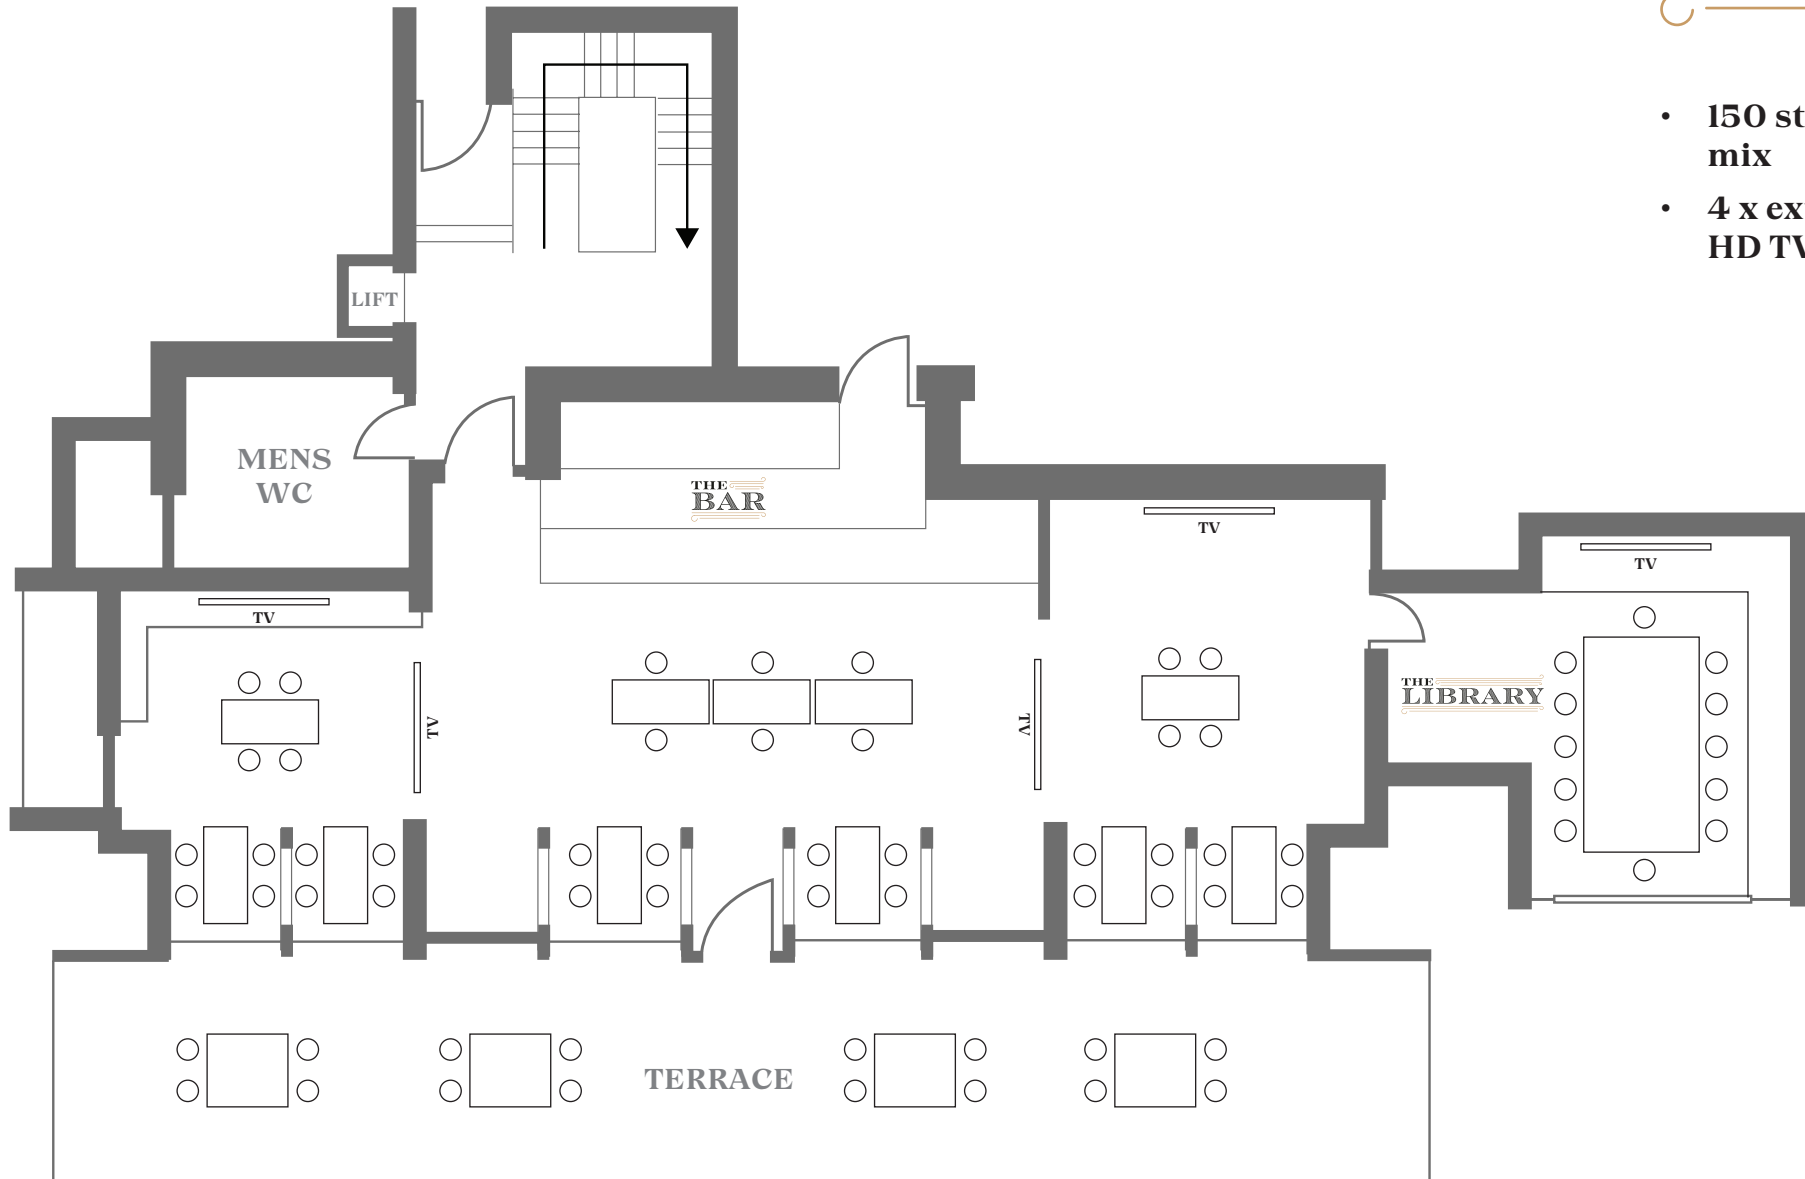 150 st
mix
4 x ex
HD TV
LIFT
MENS
WC
THE
BAR
TV
TV
TV
TV
TV
THE
LIBRARY
TERRACE